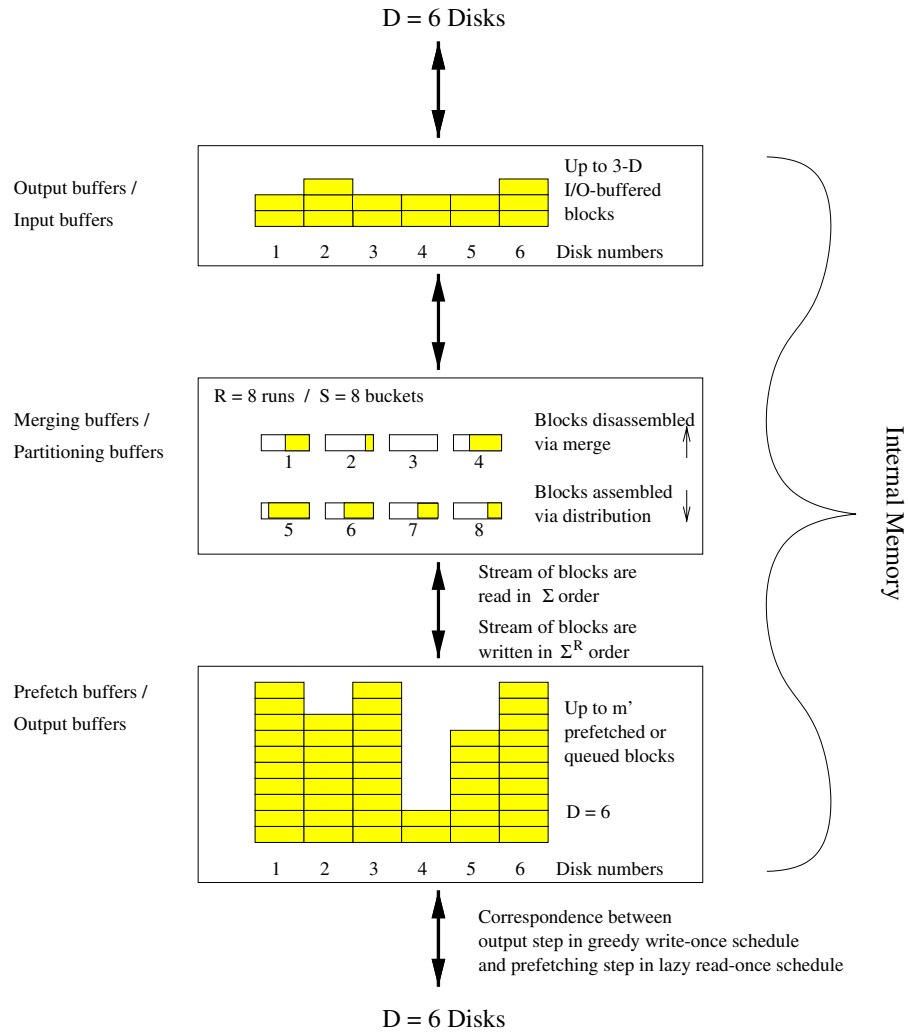 D = 6 Disks
Output buffers /
Input buffers
Up to 3-D
I/O-buffered
blocks
1 2 3 4 5 6 Disk numbers
Merging buffers /
Partitioning buffers
R = 8 runs / S = 8 buckets
Blocks disassembled
via merge
1 2 3 4
Blocks assembled
via distribution
5 6 7 8
Internal Memory
Stream of blocks are
read in Σ order
Stream of blocks are
written in Σ^R order
Prefetch buffers /
Output buffers
Up to m'
prefetched or
queued blocks
D = 6
1 2 3 4 5 6 Disk numbers
Correspondence between
output step in greedy write-once schedule
and prefetching step in lazy read-once schedule
D = 6 Disks